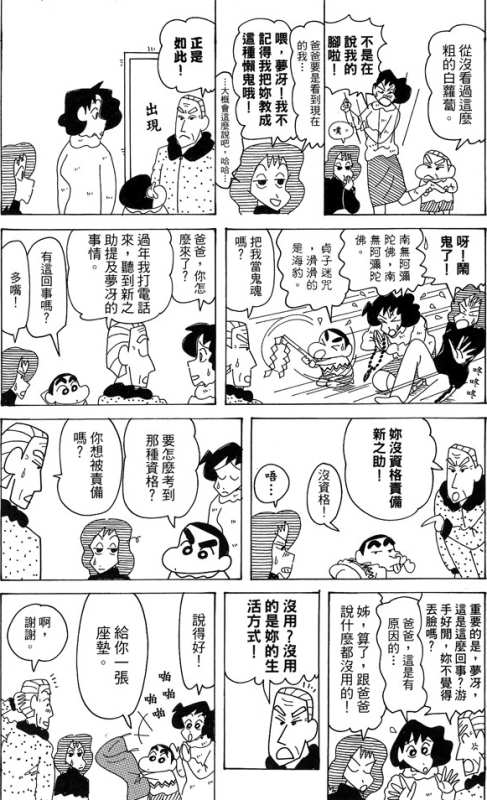 從沒看過這麼
粗的白蘿蔔。
不是在
說我的
腳啦！
喂，夢冴！我不
記得我把妳教成
這種懶鬼哦！
爸爸要是看到現在
的我…
…大概會這麼說吧，哈哈…
正是
如此！
出現
呀！鬧
鬼了！
南無阿彌
陀佛，南
無阿彌陀
佛。
貞子迷咒
，滑滑的
是海豹。
把我當鬼魂
嗎？
咚
咚
咚
爸爸，你怎
麼來了？
過年我打電話
來，聽到新之
助提及夢冴的
事情。
有這回事嗎？
多嘴！
妳沒資格責備
新之助！
沒資格！
唔…
要怎麼考到
那種資格？
你想被責備
嗎？
重要的是，夢冴，
這是怎麼回事？游
手好閒，妳不覺得
丟臉嗎？
爸爸，這是有
原因的…
姊，算了，跟爸爸
說什麼都沒用的！
沒用？沒用
的是妳的生
活方式！
說得好！
啪
啪
啪
給你一張
座墊。
啊，
謝謝。